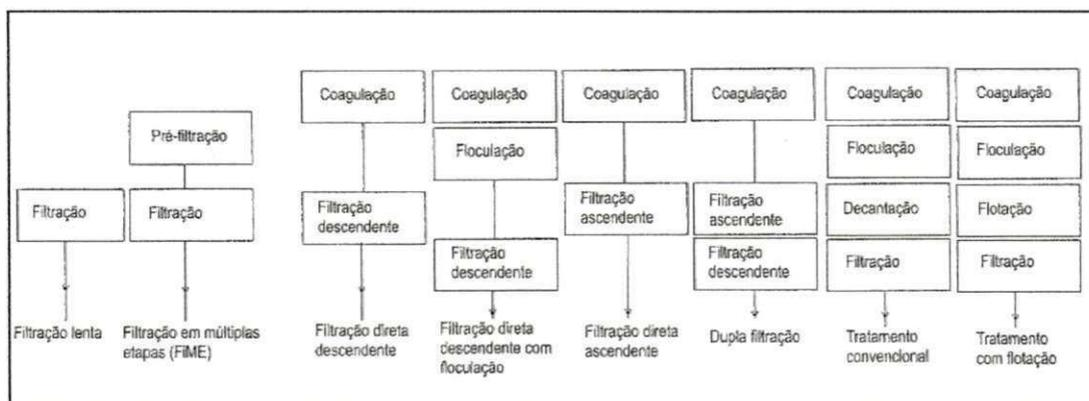 Coagulação
Coagulação
Coagulação
Coagulação
Coagulação
Coagulação
Pré-filtração
Floculação
Floculação
Floculação
Filtração
Filtração
Filtração
descendente
Filtração
ascendente
Filtração
ascendente
Decantação
Flotação
Filtração
descendente
Filtração
descendente
Filtração
Filtração
Filtração lenta
Filtração em múltiplas
etapas (FiME)
Filtração direta
descendente
Filtração direta
descendente com
floculação
Filtração direta
ascendente
Dupla filtração
Tratamento
convencional
Tratamento
com flotação